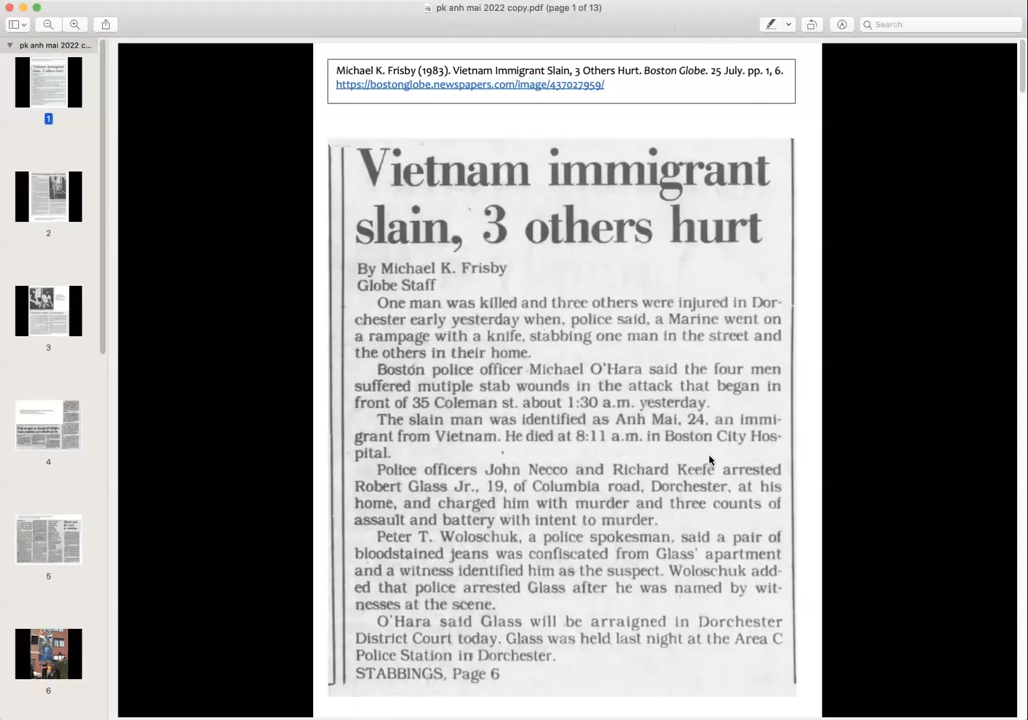 pk anh mai 2022 copy.pdf (page 1 of 13)
Search
pk anh mai 2022 c...
1
2
3
4
5
6
Michael K. Frisby (1983). Vietnam Immigrant Slain, 3 Others Hurt. Boston Globe. 25 July. pp. 1, 6.
https://bostonglobe.newspapers.com/image/437027959/
Vietnam immigrant
slain, 3 others hurt
By Michael K. Frisby
Globe Staff
One man was killed and three others were injured in Dor-
chester early yesterday when, police said, a Marine went on
a rampage with a knife, stabbing one man in the street and
the others in their home.
Boston police officer Michael O'Hara said the four men
suffered mutiple stab wounds in the attack that began in
front of 35 Coleman st. about 1:30 a.m. yesterday.
The slain man was identified as Anh Mai, 24, an immi-
grant from Vietnam. He died at 8:11 a.m. in Boston City Hos-
pital.
Police officers John Necco and Richard Keefe arrested
Robert Glass Jr., 19, of Columbia road, Dorchester, at his
home, and charged him with murder and three counts of
assault and battery with intent to murder.
Peter T. Woloschuk, a police spokesman, said a pair of
bloodstained jeans was confiscated from Glass' apartment
and a witness identified him as the suspect. Woloschuk add-
ed that police arrested Glass after he was named by wit-
nesses at the scene.
O'Hara said Glass will be arraigned in Dorchester
District Court today. Glass was held last night at the Area C
Police Station in Dorchester.
STABBINGS, Page 6